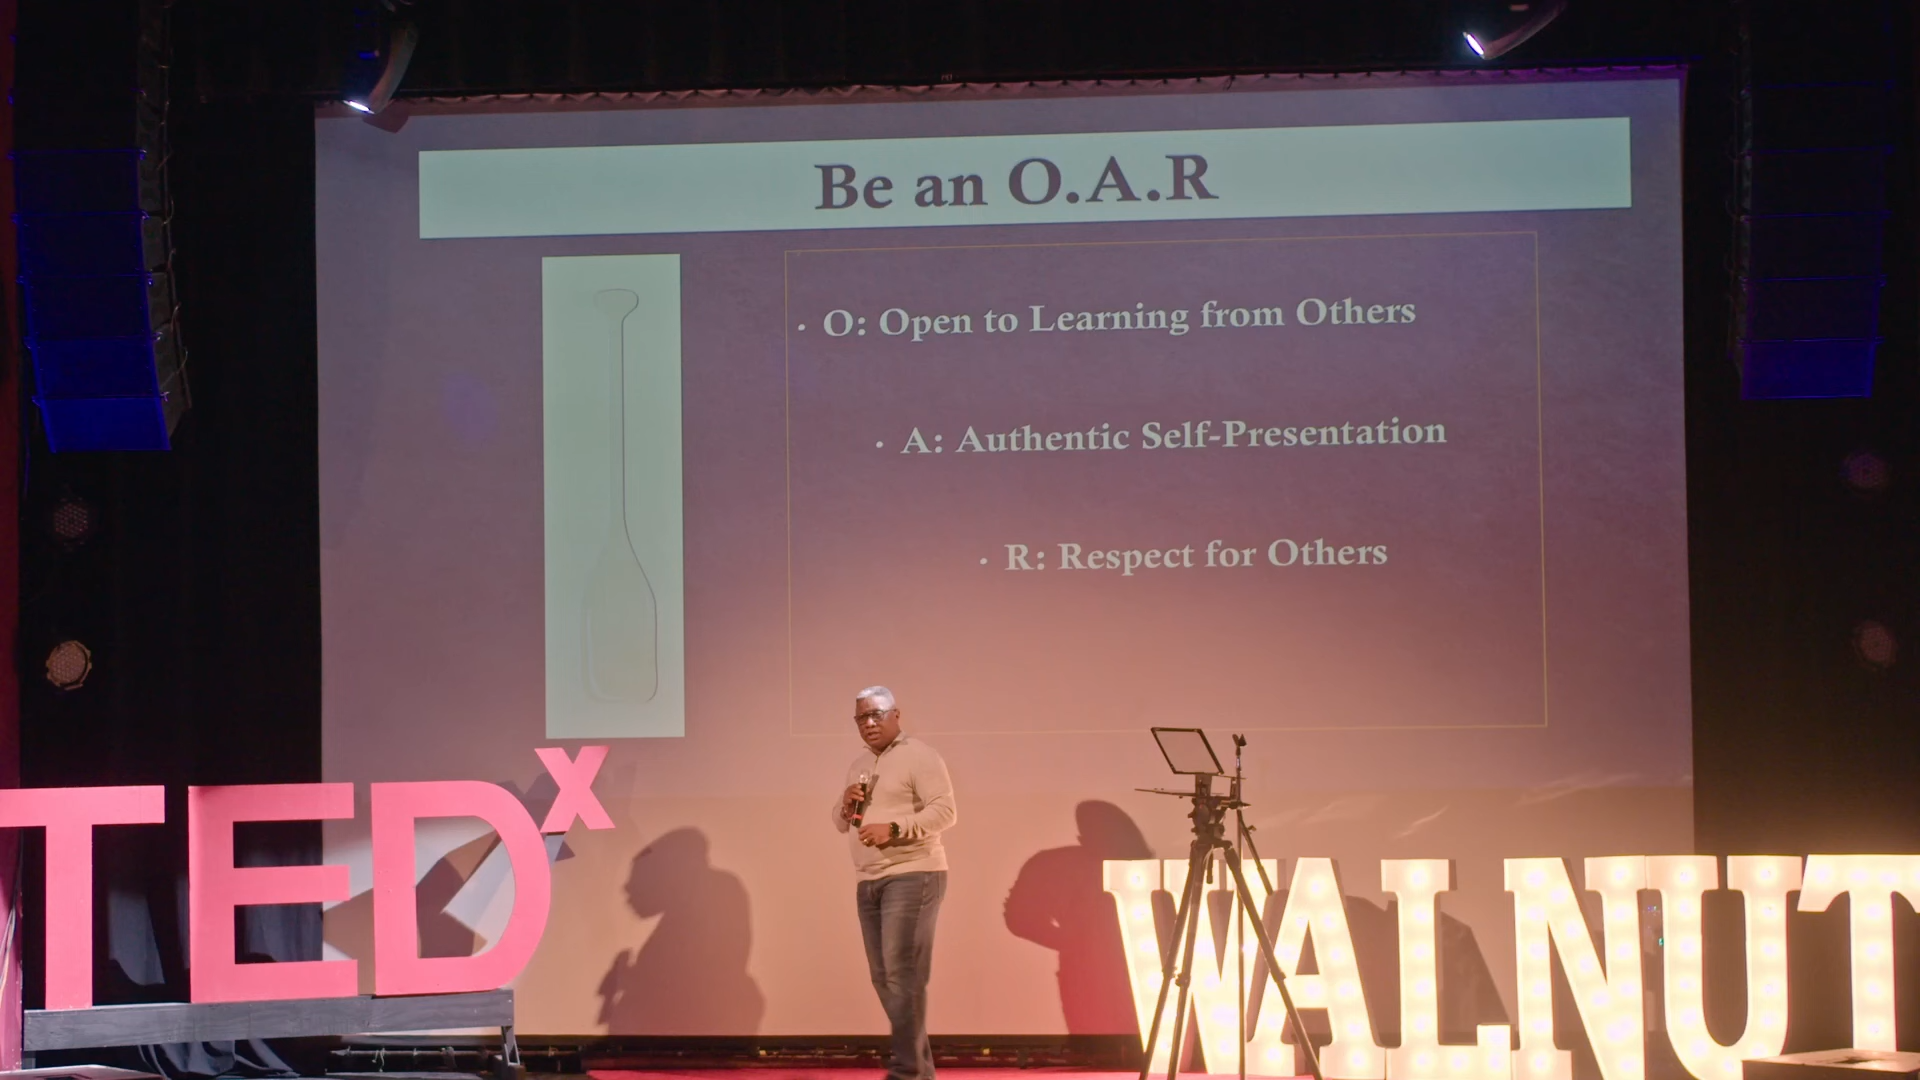 Be an O.A.R
· O: Open to Learning from Others
· A: Authentic Self-Presentation
· R: Respect for Others
TEDx
WALNUT